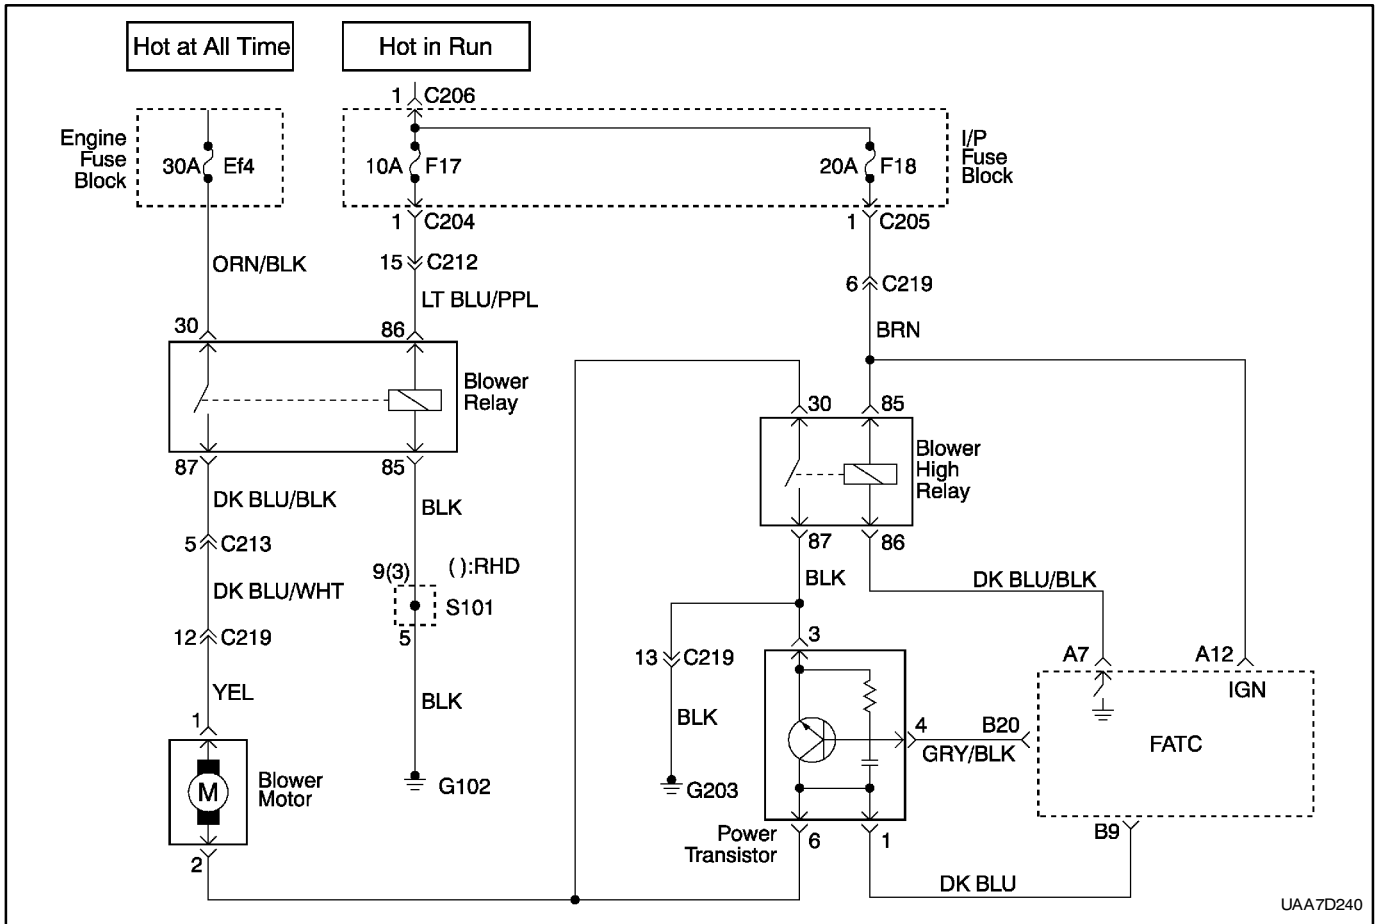 Hot at All Time
Hot in Run
1 C206
Engine
Fuse
Block
30A Ef4
10A F17
20A F18
I/P
Fuse
Block
1 C204
1 C205
15 C212
6 C219
ORN/BLK
LT BLU/PPL
BRN
30
86
Blower
Relay
87
85
30
85
Blower
High
Relay
87
86
DK BLU/BLK
BLK
5 C213
9(3)
( ):RHD
S101
5
DK BLU/WHT
12 C219
YEL
BLK
BLK
DK BLU/BLK
3
13 C219
BLK
A7
A12
IGN
FATC
4
B20
GRY/BLK
1
M
Blower
Motor
2
G102
G203
Power
Transistor
6
1
B9
DK BLU
UAA7D240